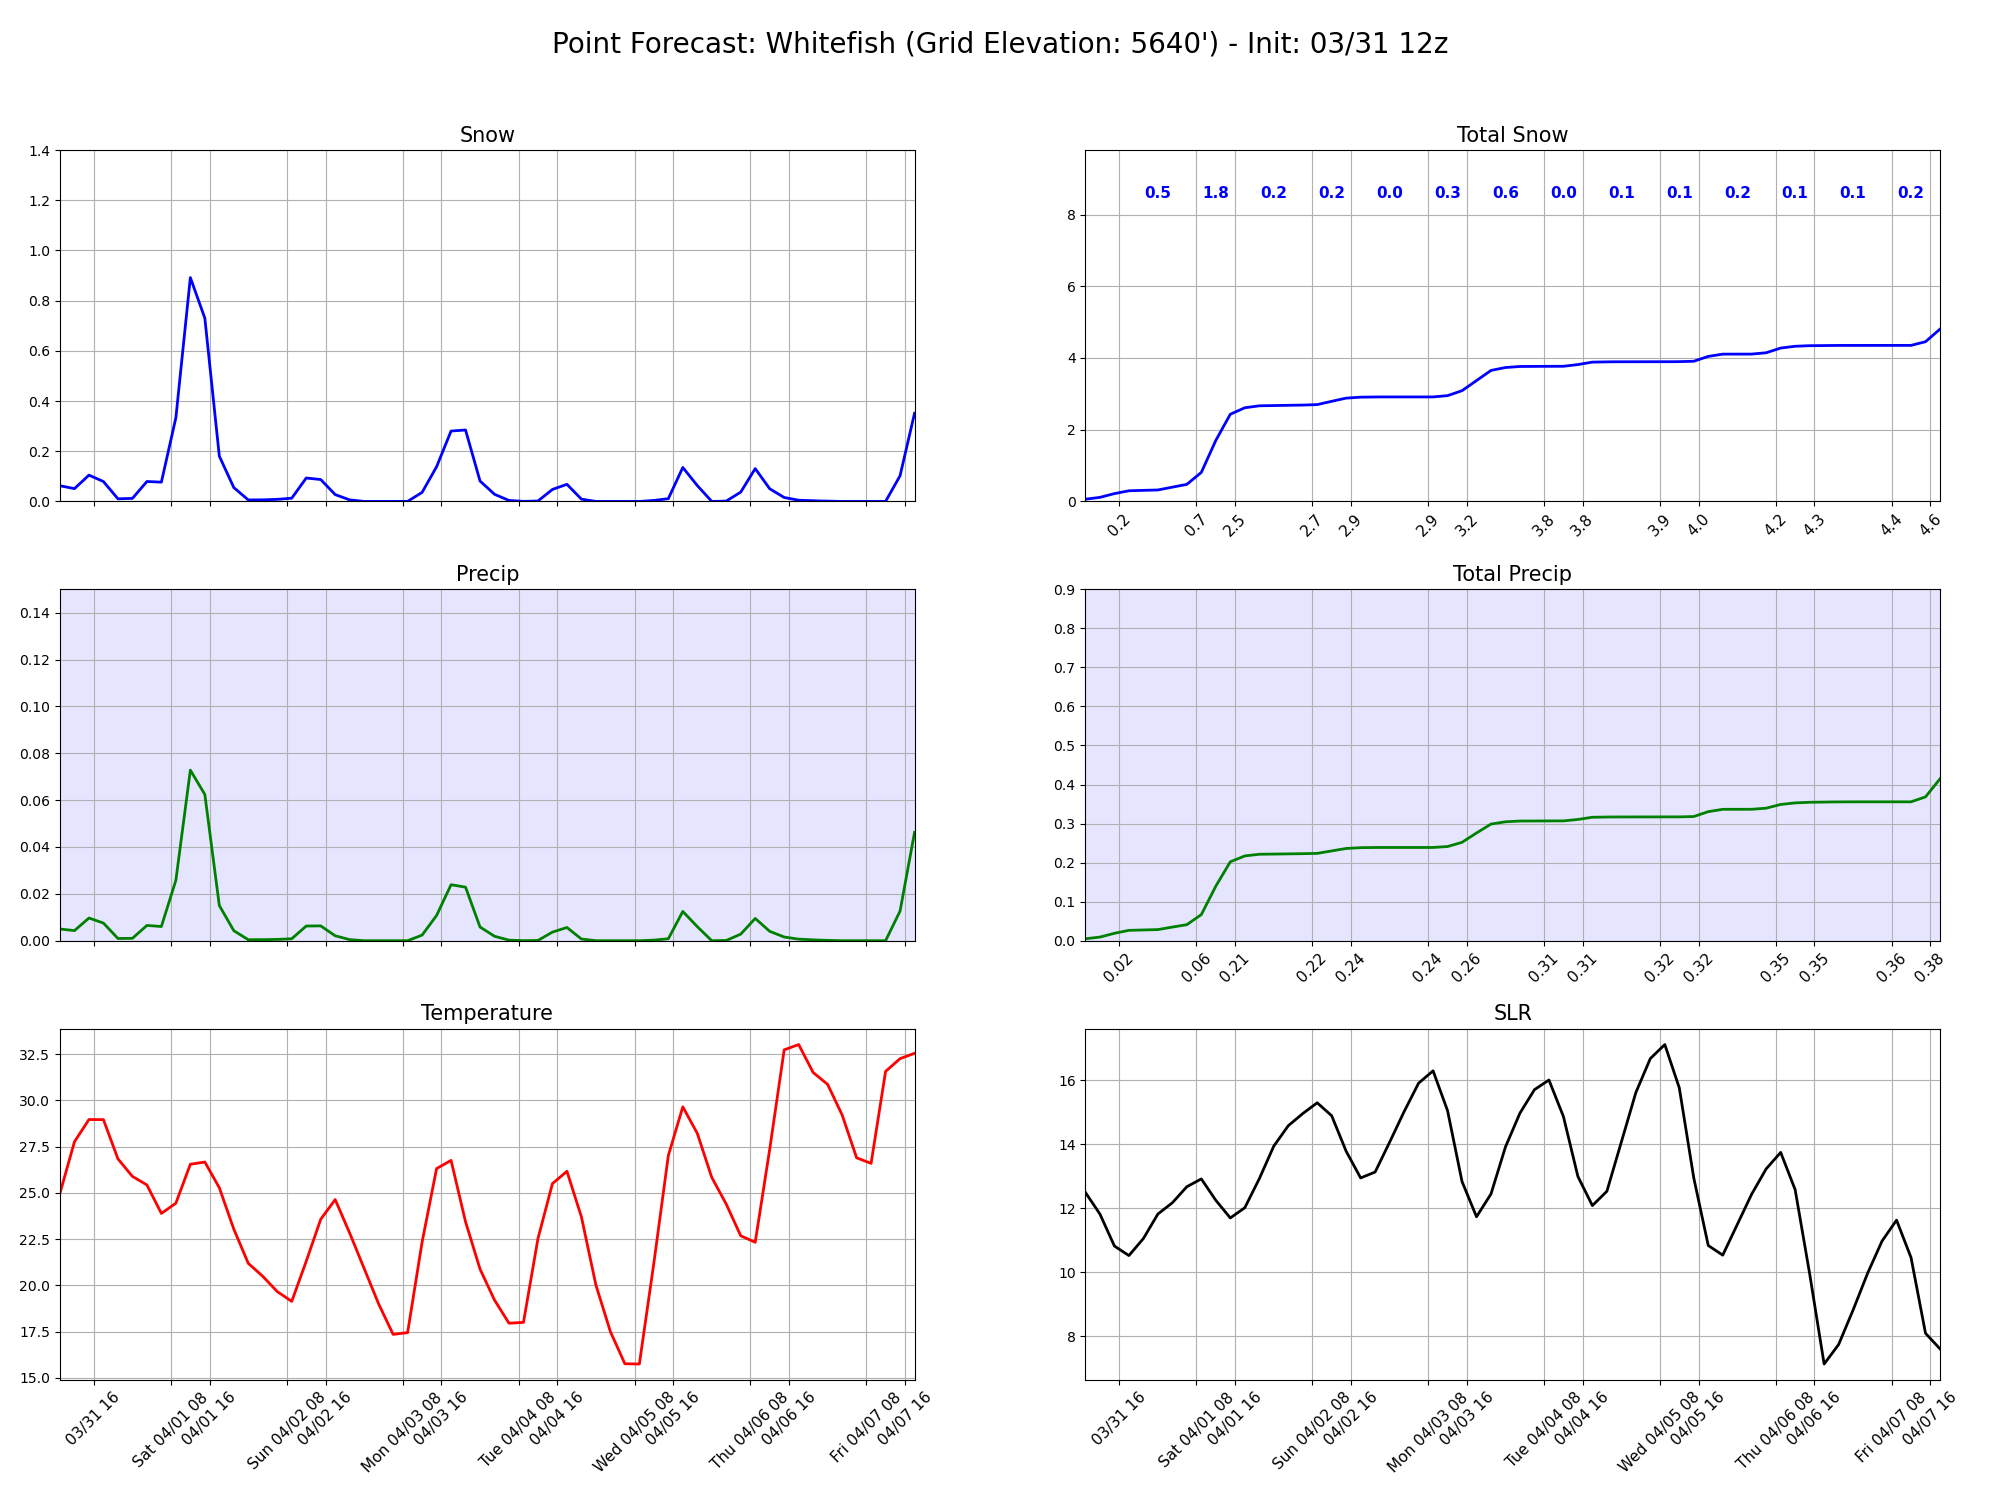 Point Forecast: Whitefish (Grid Elevation: 5640') - Init: 03/31 12z
Snow
1.4
1.2
1.0
0.8
0.6
0.4
0.2
0.0
Total Snow
0.5 1.8 0.2 0.2 0.0 0.3 0.6 0.0 0.1 0.1 0.2 0.1 0.1 0.2
8
6
4
2
0
0.2 0.7 2.5 2.7 2.9 2.9 3.2 3.8 3.8 3.9 4.0 4.2 4.3 4.4 4.6
Precip
0.14
0.12
0.10
0.08
0.06
0.04
0.02
0.00
Total Precip
0.9
0.8
0.7
0.6
0.5
0.4
0.3
0.2
0.1
0.0
0.02 0.06 0.21 0.22 0.24 0.24 0.26 0.31 0.31 0.32 0.32 0.35 0.35 0.36 0.38
Temperature
32.5
30.0
27.5
25.0
22.5
20.0
17.5
15.0
03/31 16
Sat 04/01 08
04/01 16
Sun 04/02 08
04/02 16
Mon 04/03 08
04/03 16
Tue 04/04 08
04/04 16
Wed 04/05 08
04/05 16
Thu 04/06 08
04/06 16
Fri 04/07 08
04/07 16
SLR
16
14
12
10
8
03/31 16
Sat 04/01 08
04/01 16
Sun 04/02 08
04/02 16
Mon 04/03 08
04/03 16
Tue 04/04 08
04/04 16
Wed 04/05 08
04/05 16
Thu 04/06 08
04/06 16
Fri 04/07 08
04/07 16